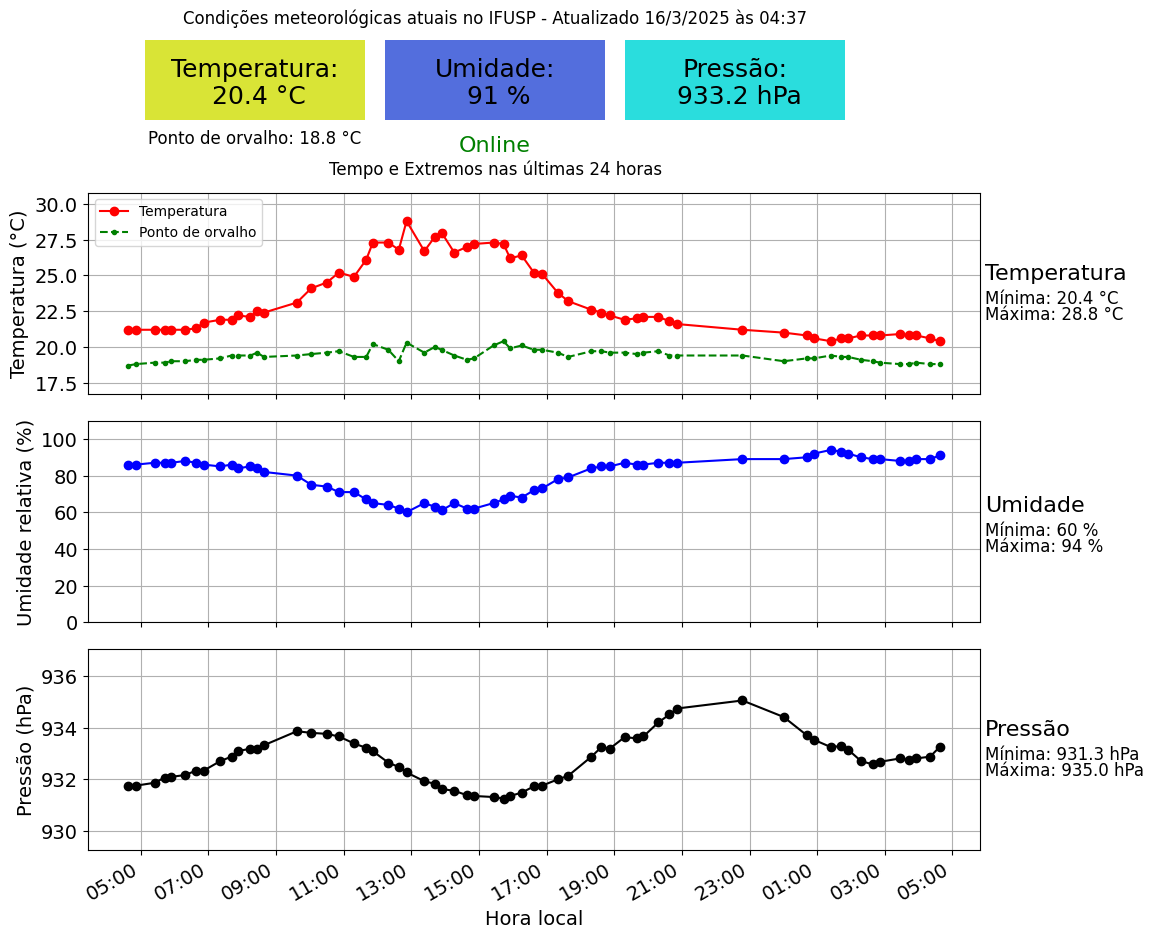 Condições meteorológicas atuais no IFUSP - Atualizado 16/3/2025 às 04:37
Temperatura:
20.4 °C
Umidade:
91 %
Pressão:
933.2 hPa
Ponto de orvalho: 18.8 °C
Online
Tempo e Extremos nas últimas 24 horas
Temperatura (°C)
30.0
27.5
25.0
22.5
20.0
17.5
Temperatura
Ponto de orvalho
Temperatura
Mínima: 20.4 °C
Máxima: 28.8 °C
Umidade relativa (%)
100
80
60
40
20
0
Umidade
Mínima: 60 %
Máxima: 94 %
Pressão (hPa)
936
934
932
930
Pressão
Mínima: 931.3 hPa
Máxima: 935.0 hPa
05:00 07:00 09:00 11:00 13:00 15:00 17:00 19:00 21:00 23:00 01:00 03:00 05:00
Hora local